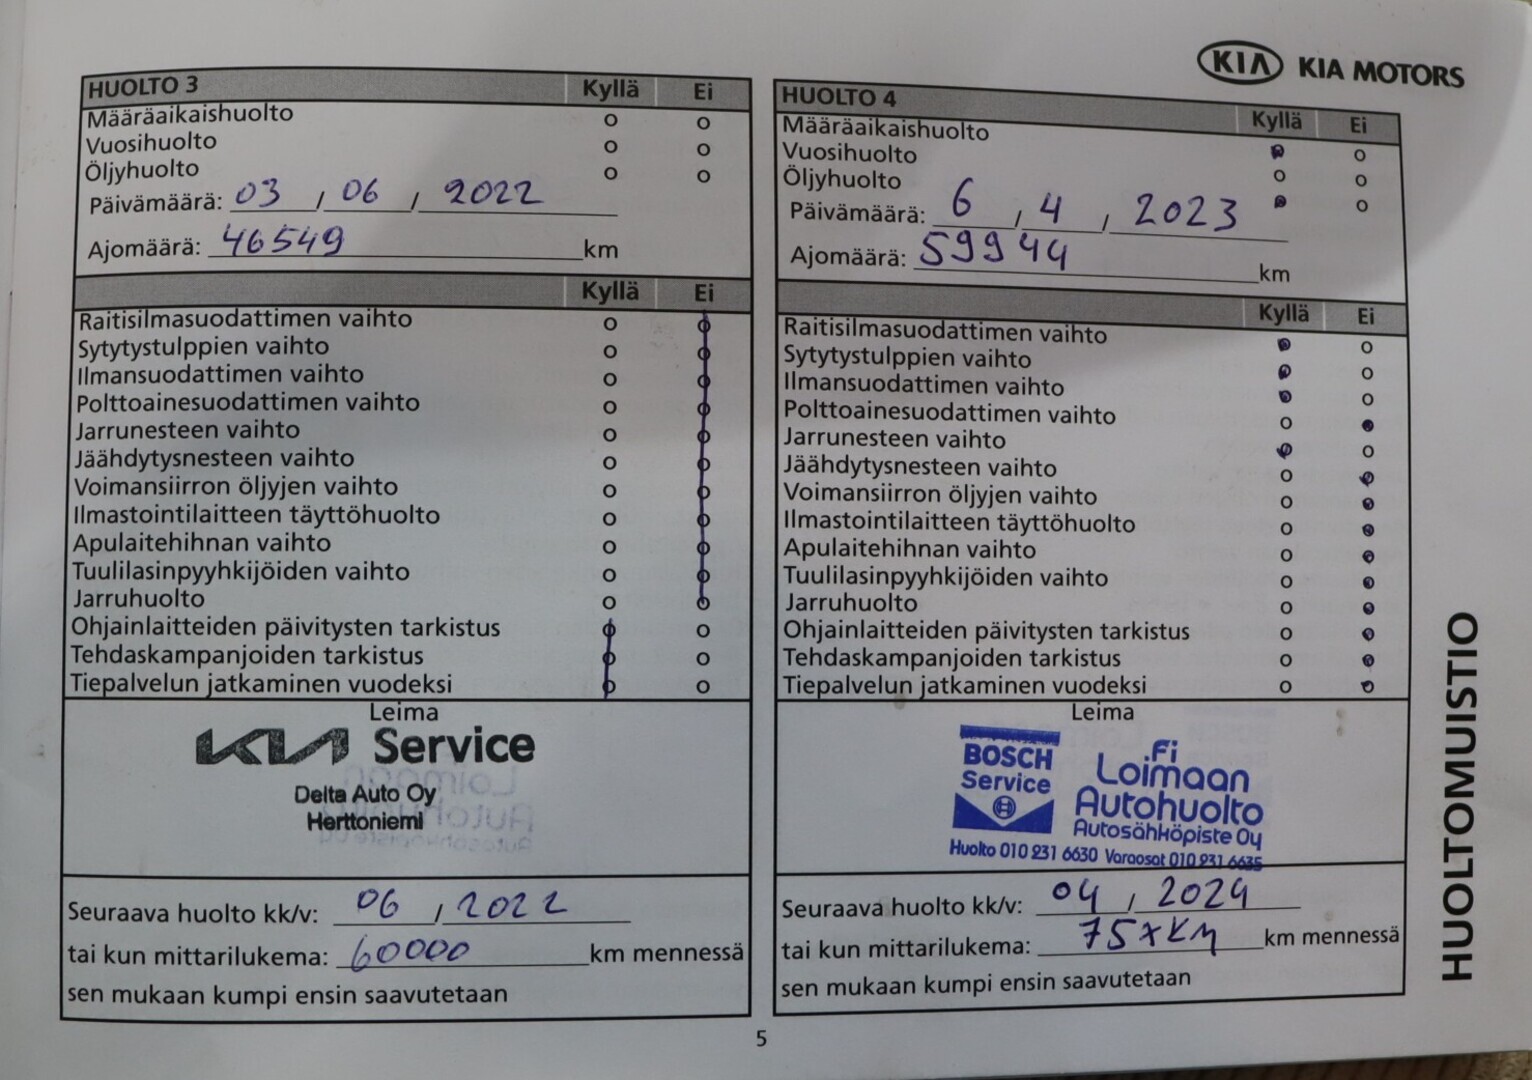 KIA KIA MOTORS
HUOLTO 3 Kyllä Ei
Määräaikaishuolto o o
Vuosihuolto o o
Öljyhuolto o o
Päivämäärä: 03 / 06 / 2022
Ajomäärä: 46549 km
Kyllä Ei
Raitisilmasuodattimen vaihto o o
Sytytystulppien vaihto o o
Ilmansuodattimen vaihto o o
Polttoainesuodattimen vaihto o o
Jarrunesteen vaihto o o
Jäähdytysnesteen vaihto o o
Voimansiirron öljyjen vaihto o o
Ilmastointilaitteen täyttöhuolto o o
Apulaitehihnan vaihto o o
Tuulilasinpyyhkijöiden vaihto o o
Jarruhuolto o o
Ohjainlaitteiden päivitysten tarkistus o o
Tehdaskampanjoiden tarkistus o o
Tiepalvelun jatkaminen vuodeksi o o
Leima
KIA Service
Delta Auto Oy
Herttoniemi
Seuraava huolto kk/v: 06 / 2022
tai kun mittarilukema: 60000 km mennessä
sen mukaan kumpi ensin saavutetaan
HUOLTO 4 Kyllä Ei
Määräaikaishuolto o o
Vuosihuolto o o
Öljyhuolto o o
Päivämäärä: 6 / 4 / 2023
Ajomäärä: 59944 km
Kyllä Ei
Raitisilmasuodattimen vaihto o o
Sytytystulppien vaihto o o
Ilmansuodattimen vaihto o o
Polttoainesuodattimen vaihto o o
Jarrunesteen vaihto o o
Jäähdytysnesteen vaihto o o
Voimansiirron öljyjen vaihto o o
Ilmastointilaitteen täyttöhuolto o o
Apulaitehihnan vaihto o o
Tuulilasinpyyhkijöiden vaihto o o
Jarruhuolto o o
Ohjainlaitteiden päivitysten tarkistus o o
Tehdaskampanjoiden tarkistus o o
Tiepalvelun jatkaminen vuodeksi o o
Leima
BOSCH
Service
Fi
Loimaan
Autohuolto
Autosähköpiste Oy
Huolto 010 231 6630 Varaosat 010 231 6635
Seuraava huolto kk/v: 04 / 2024
tai kun mittarilukema: 75xKM km mennessä
sen mukaan kumpi ensin saavutetaan
HUOLTOMUISTIO
5